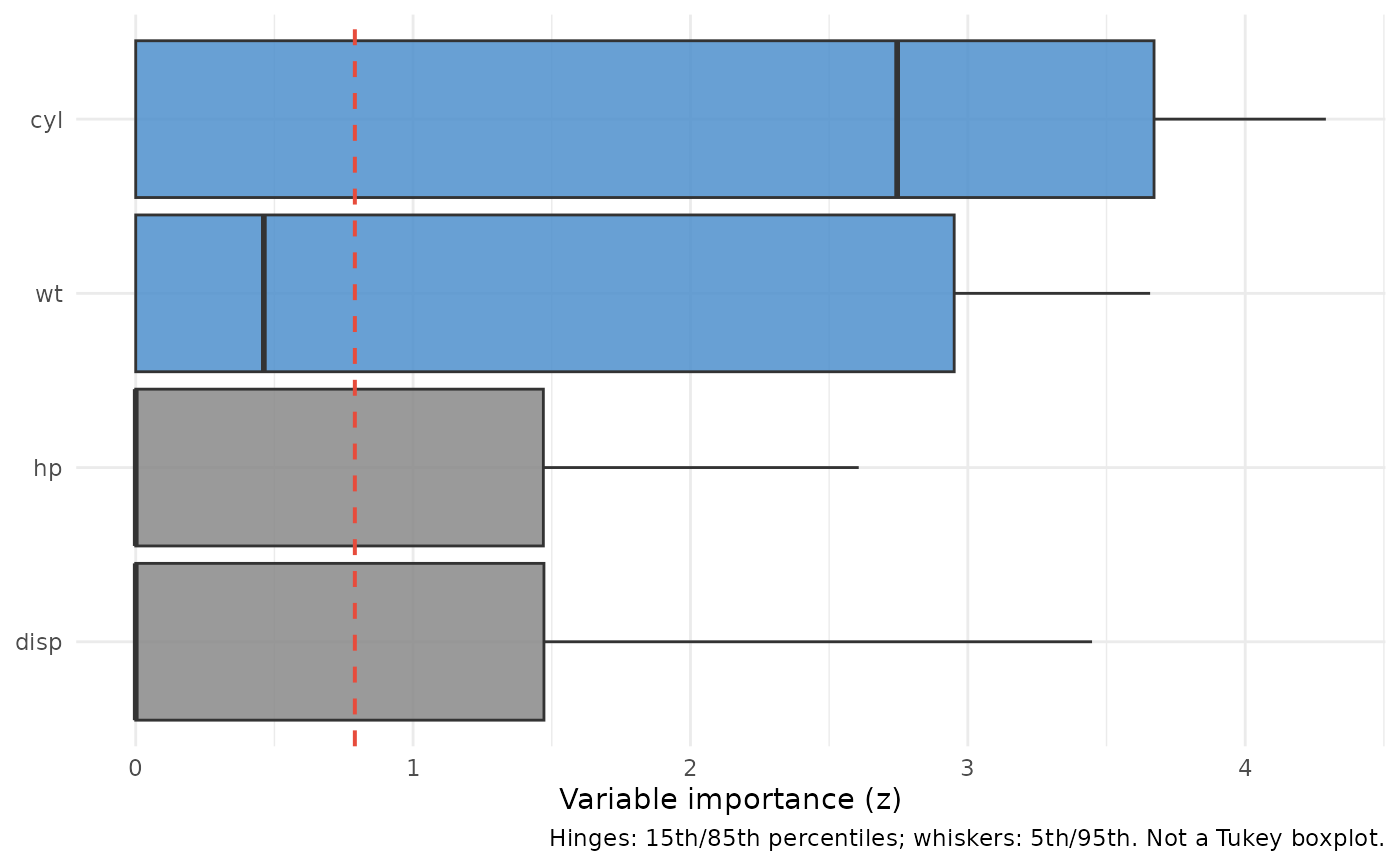 cyl
wt
hp
disp
0 1 2 3 4
Variable importance (z)
Hinges: 15th/85th percentiles; whiskers: 5th/95th. Not a Tukey boxplot.